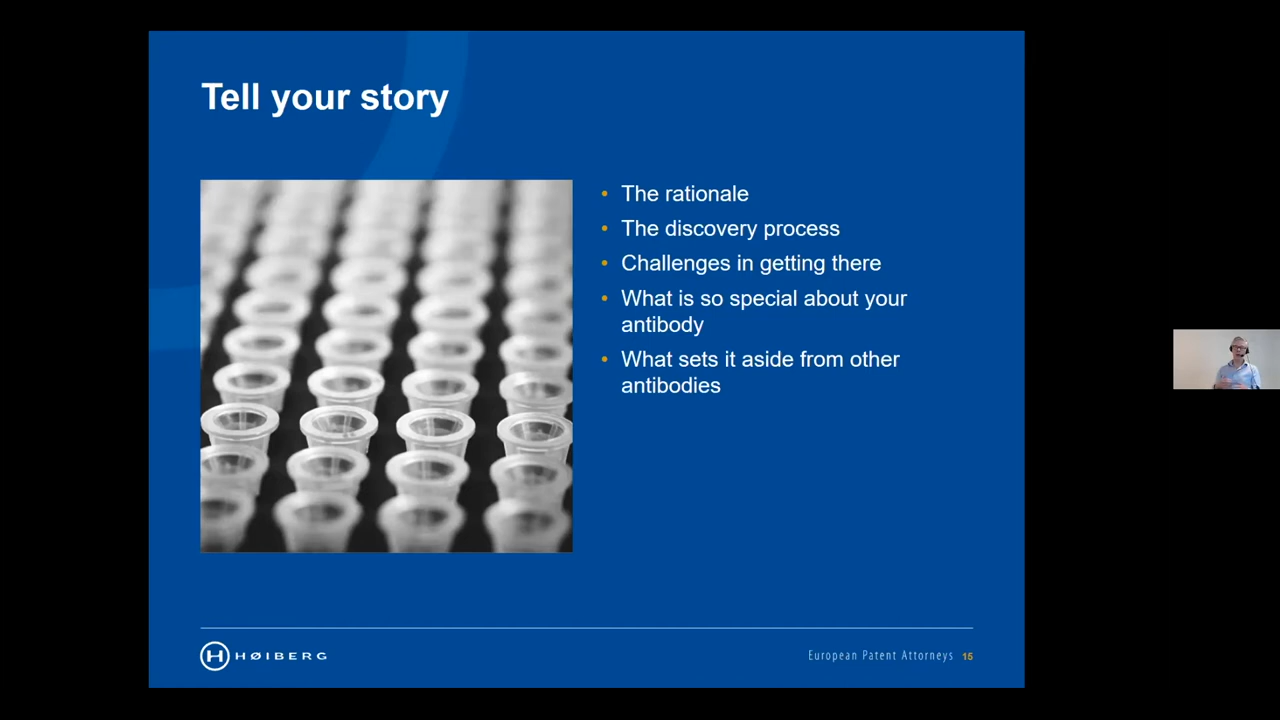 Tell your story
• The rationale
• The discovery process
• Challenges in getting there
• What is so special about your
antibody
• What sets it aside from other
antibodies
HØIBERG
European Patent Attorneys 15